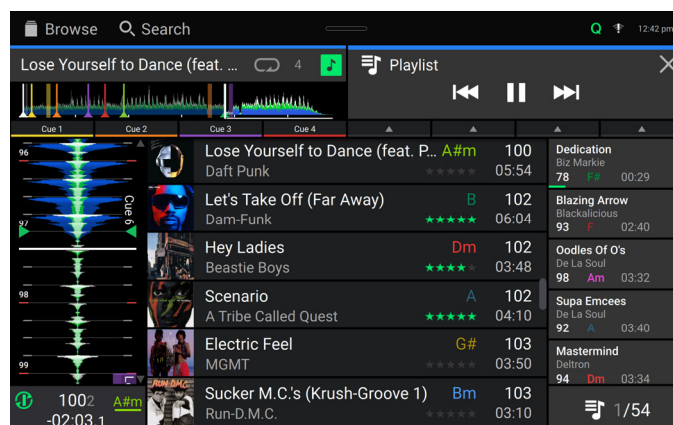 Browse
Search
Q
12:42 pm
Lose Yourself to Dance (feat. ...
4
Playlist
Cue 1
Cue 2
Cue 3
Cue 4
96
Cue 6
97
98
99
1002
A#m
-02:03.1
Lose Yourself to Dance (feat. P... A#m 100
Daft Punk ★★★★★ 05:54
Let's Take Off (Far Away) B 102
Dam-Funk ★★★★★ 06:04
Hey Ladies Dm 102
Beastie Boys ★★★★★ 03:48
Scenario A 102
A Tribe Called Quest ★★★★★ 04:10
Electric Feel G# 103
MGMT ★★★★★ 03:50
Sucker M.C.'s (Krush-Groove 1) Bm 103
Run-D.M.C. ★★★★★ 03:10
RUN-DMC
Dedication
Biz Markie
78 F# 00:29
Blazing Arrow
Blackalicious
93 F 02:40
Oodles Of O's
De La Soul
98 Am 03:32
Supa Emcees
De La Soul
92 A 03:40
Mastermind
Deltron
94 Dm 03:34
1/54